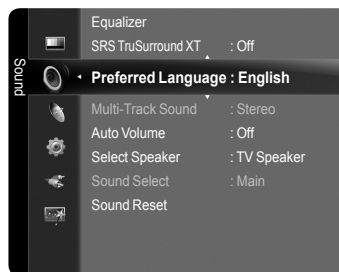 Sound
Equalizer
SRS TruSurround XT : Off
Preferred Language : English
Multi-Track Sound : Stereo
Auto Volume : Off
Select Speaker : TV Speaker
Sound Select : Main
Sound Reset